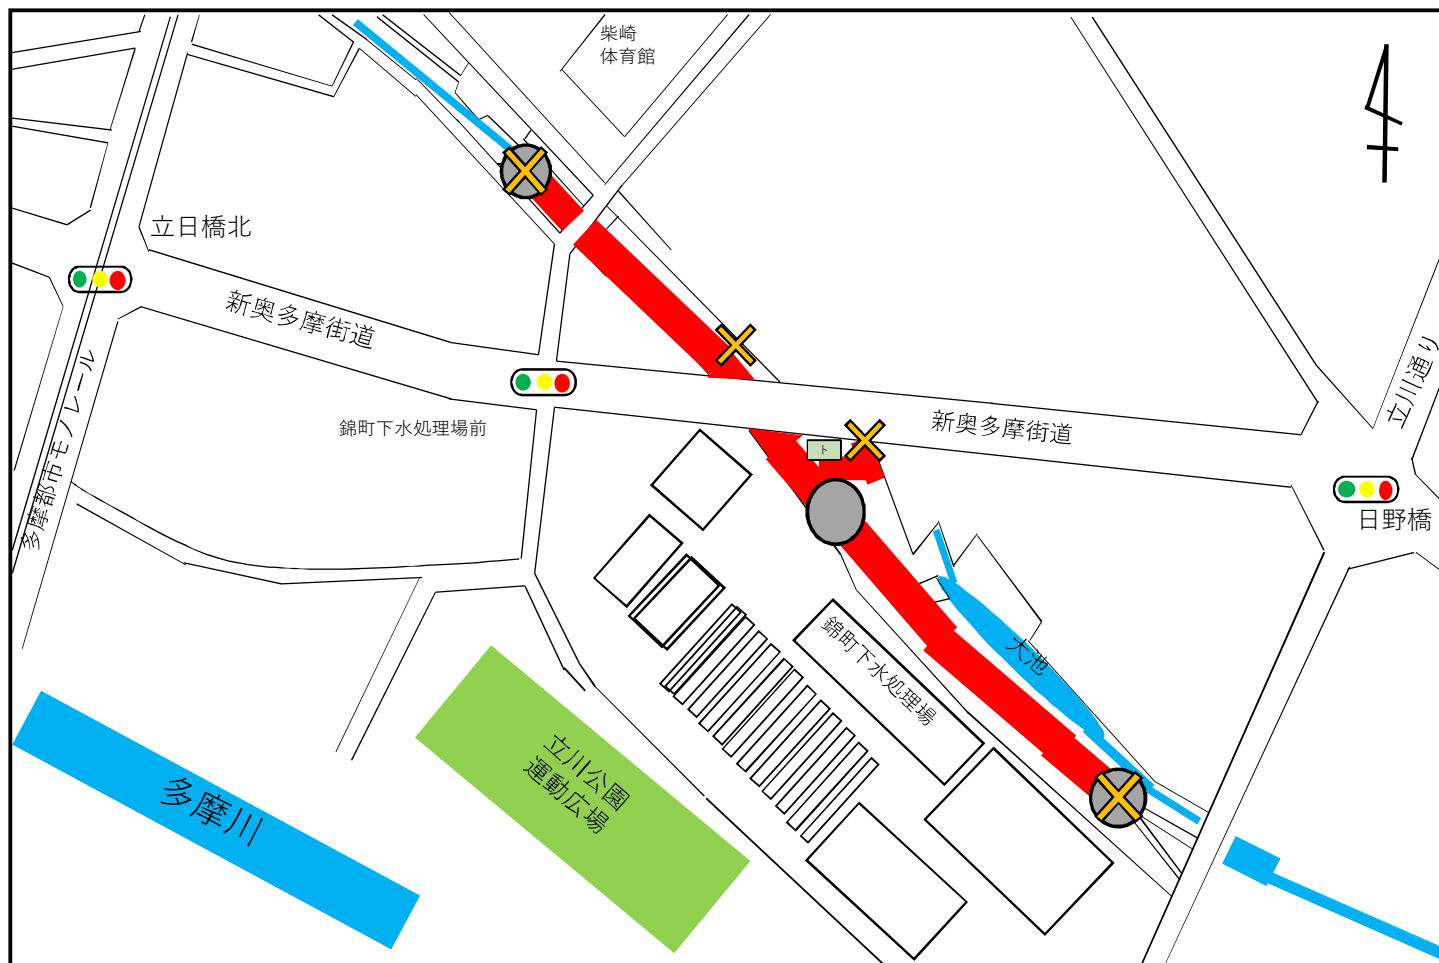 柴崎
体育館
立日橋北
新奥多摩街道
多摩都市モノレール
錦町下水処理場前
新奥多摩街道
立川通り
ト
日野橋
大池
錦町下水処理場
立川公園
運動広場
多摩川